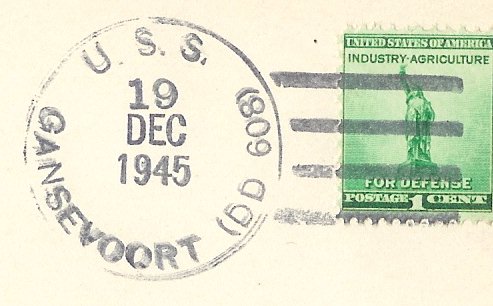 U. S. S.
GANSEVOORT (DD 608)
19
DEC
1945
UNITED STATES OF AMERICA
INDUSTRY-AGRICULTURE
FOR DEFENSE
POSTAGE 1 CENT